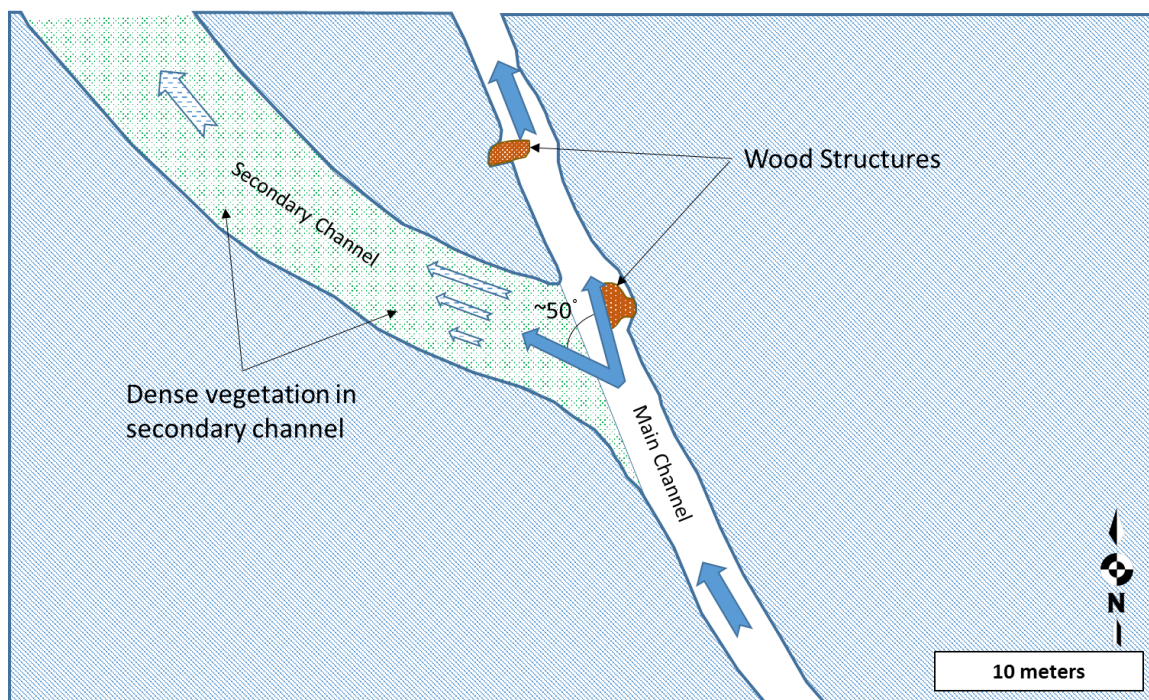 Wood Structures
Secondary Channel
~50°
Dense vegetation in
secondary channel
Main Channel
N
10 meters